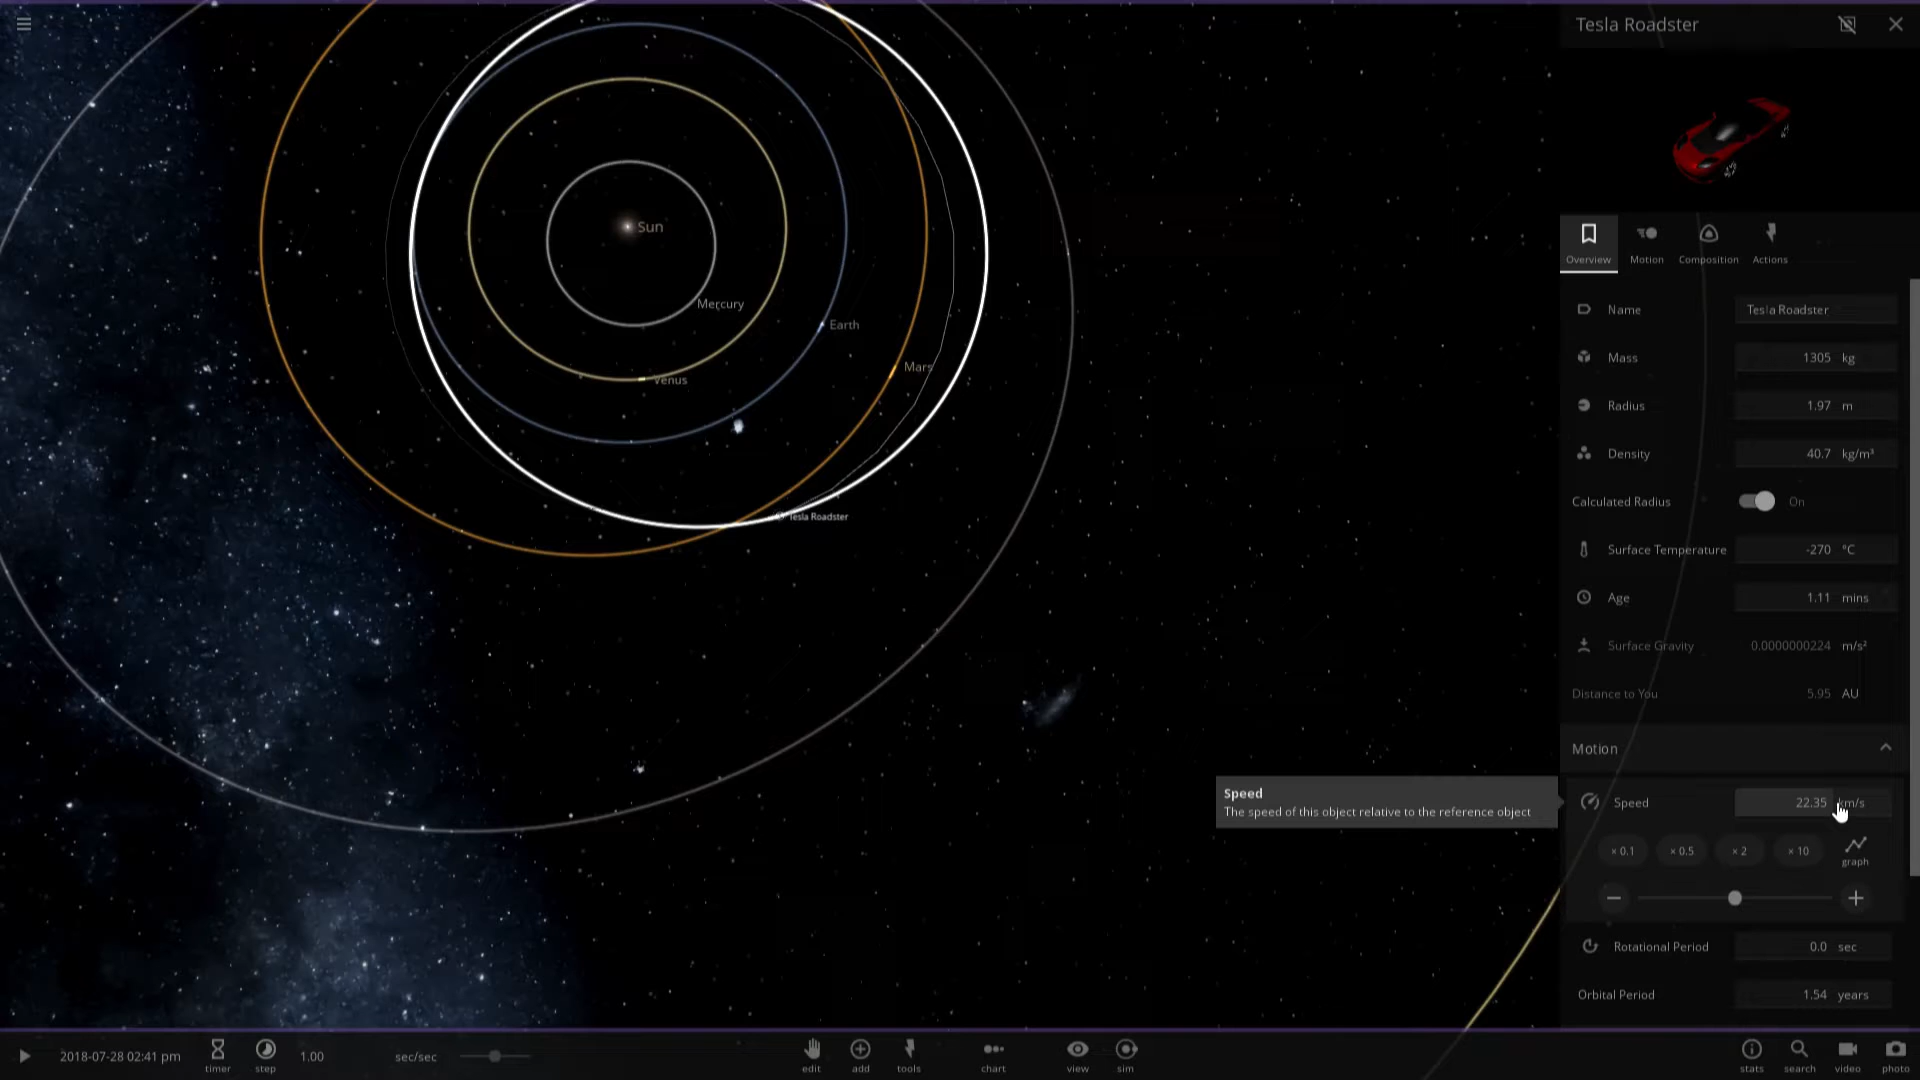 Tesla Roadster
Sun
Mercury
Earth
Venus
Mars
Tesla Roadster
Overview
Motion
Composition
Actions
Name Tesla Roadster
Mass 1305 kg
Radius 1.97 m
Density 40.7 kg/m³
Calculated Radius On
Surface Temperature -270 °C
Age 1.11 mins
Surface Gravity 0.0000000224 m/s²
Distance to You 5.95 AU
Motion
Speed
The speed of this object relative to the reference object
Speed 22.35 km/s
× 0.1 × 0.5 × 2 × 10 graph
Rotational Period 0.0 sec
Orbital Period 1.54 years
2018-07-28 02:41 pm
timer
step
1.00 sec/sec
edit
add
tools
chart
view
sim
stats
search
video
photo